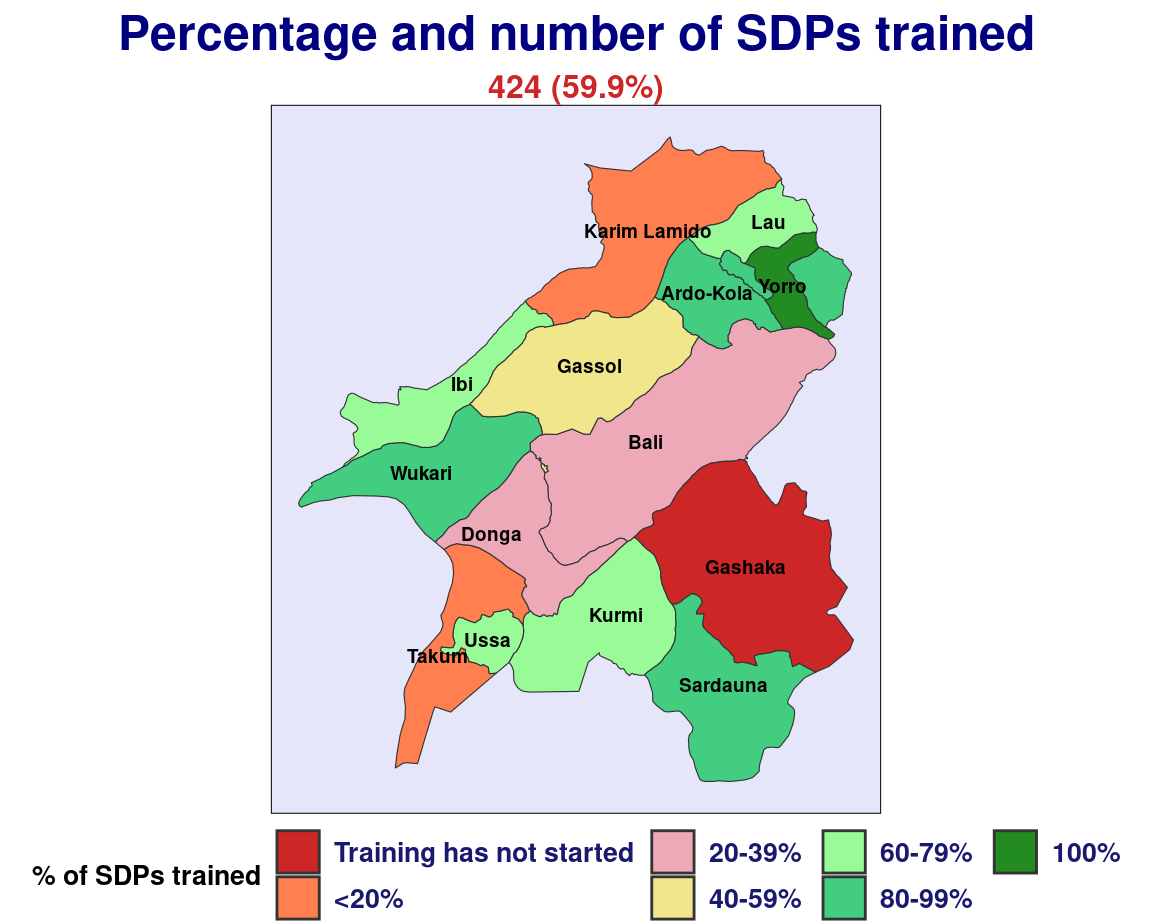 Percentage and number of SDPs trained
424 (59.9%)
Karim Lamido
Lau
Ardo-Kola
Yorro
Gassol
Ibi
Bali
Wukari
Donga
Gashaka
Kurmi
Ussa
Takum
Sardauna
% of SDPs trained
Training has not started
<20%
20-39%
40-59%
60-79%
80-99%
100%